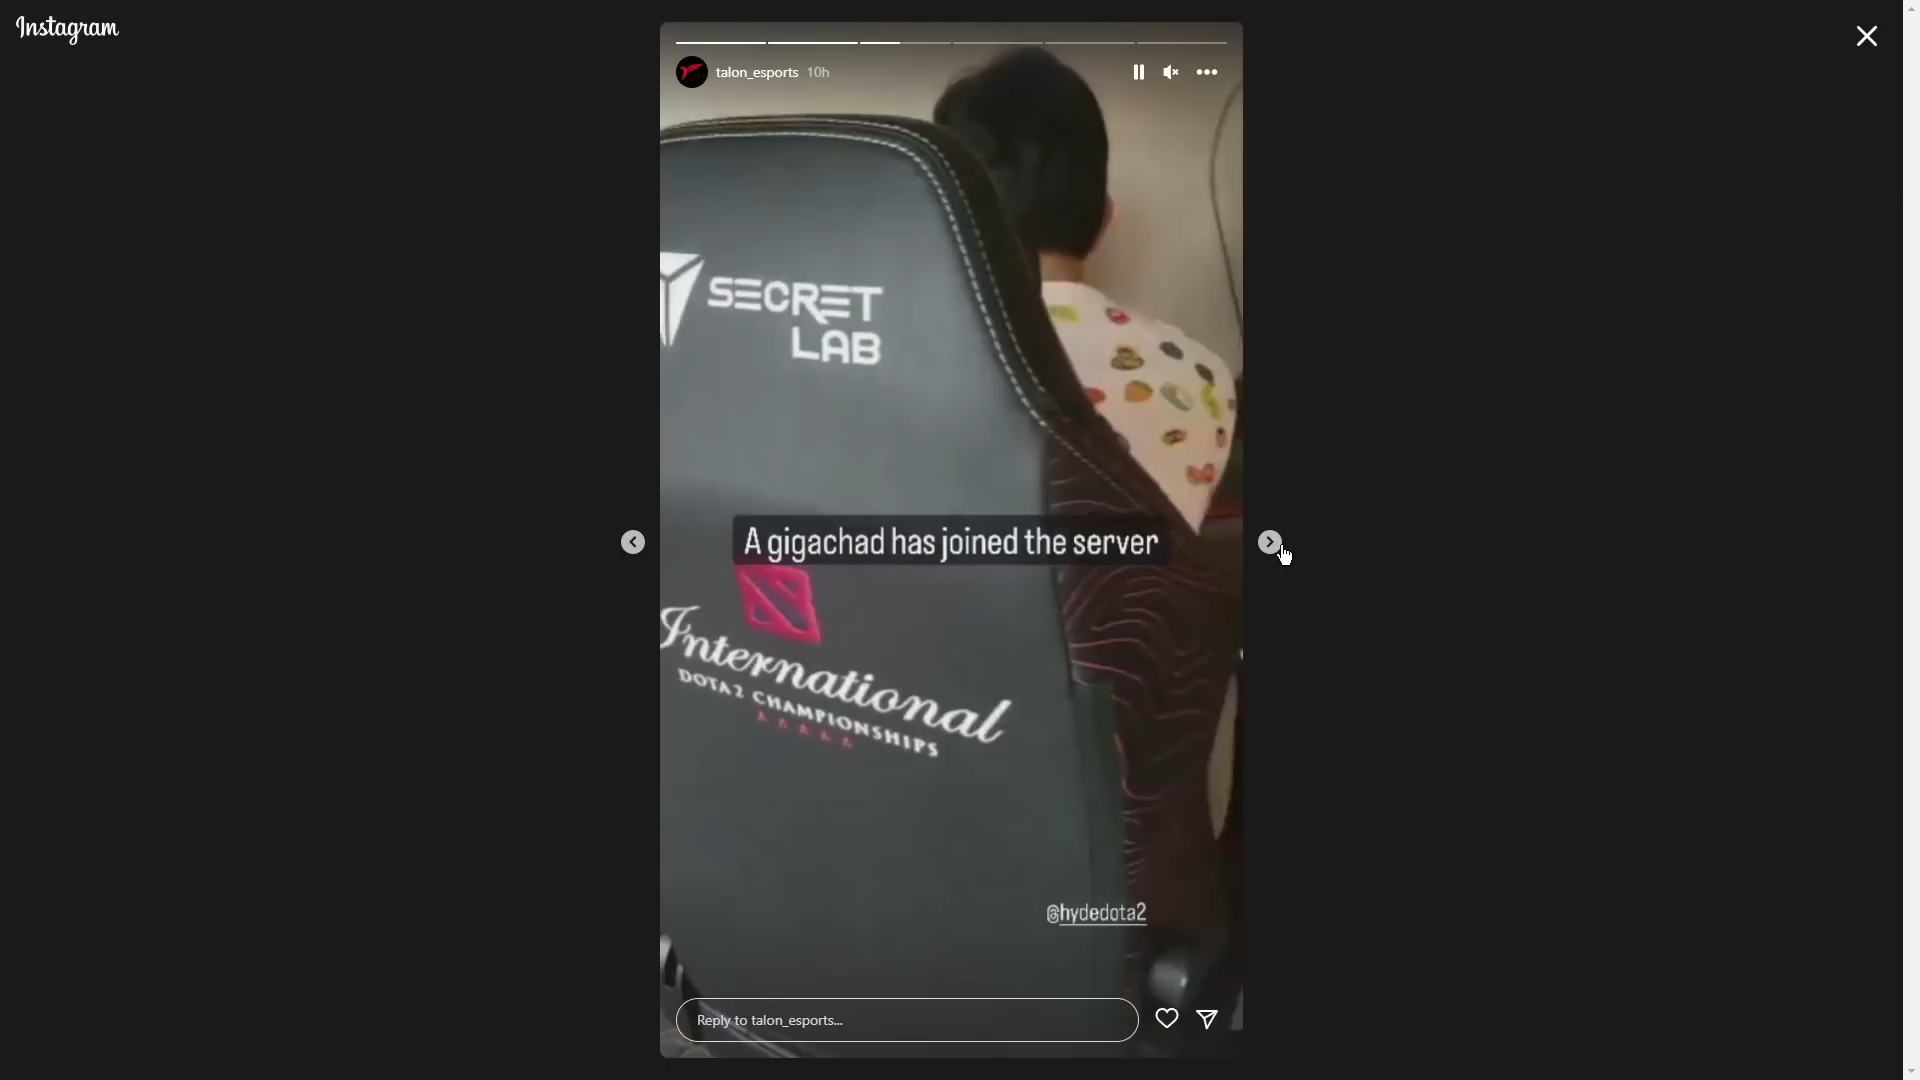 Instagram
talon_esports 10h
SECRET
LAB
A gigachad has joined the server
International
DOTA2 CHAMPIONSHIPS
@hydedota2
Reply to talon_esports...